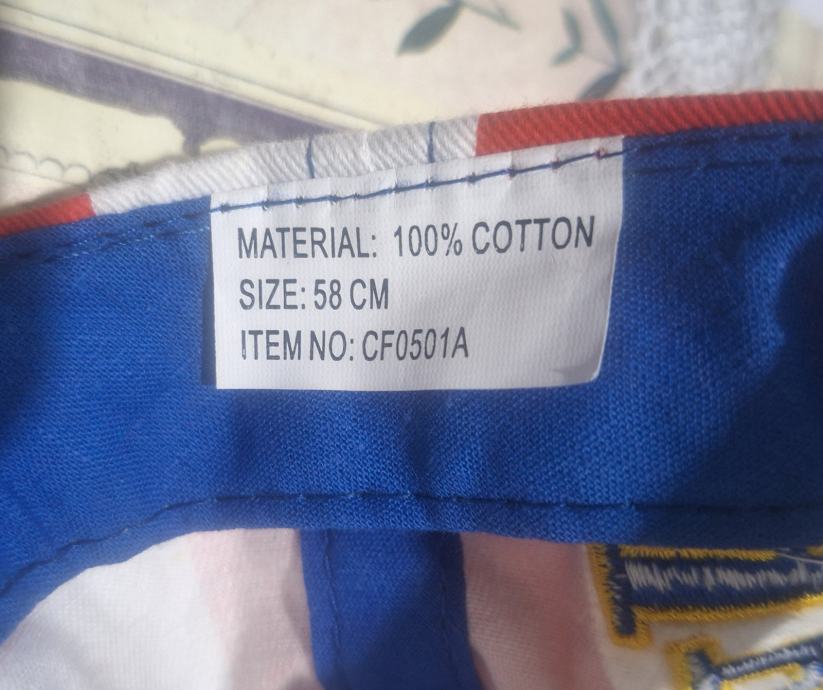 MATERIAL: 100% COTTON
SIZE: 58 CM
ITEM NO: CF0501A